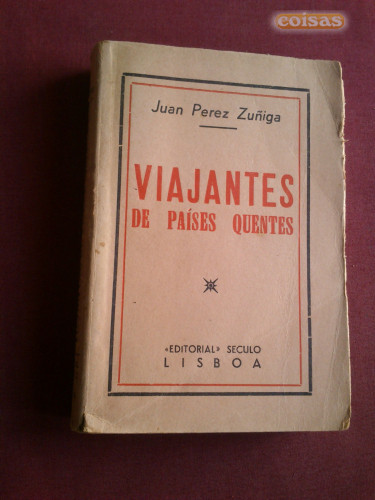 coisas
Juan Perez Zuñiga
VIAJANTES
DE PAÍSES QUENTES
«EDITORIAL» SECULO
LISBOA